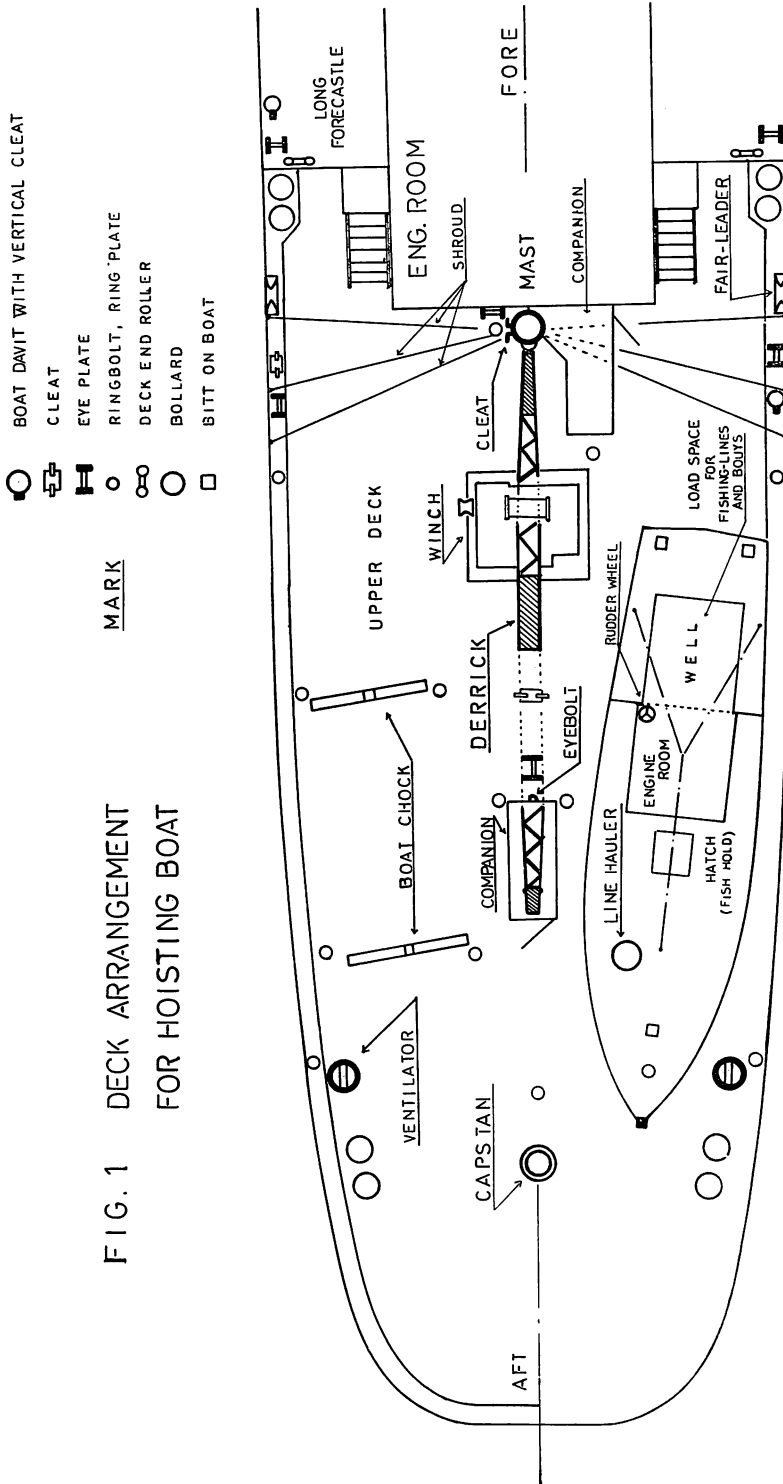 FIG. 1 DECK ARRANGEMENT
FOR HOISTING BOAT
MARK
BOAT DAVIT WITH VERTICAL CLEAT
CLEAT
EYE PLATE
RINGBOLT, RING PLATE
DECK END ROLLER
BOLLARD
BITT ON BOAT
LONG
FORECASTLE
ENG. ROOM
FORE
SHROUD
MAST
COMPANION
CLEAT
FAIR-LEADER
UPPER DECK
WINCH
DERRICK
EYEBOLT
BOAT CHOCK
COMPANION
VENTILATOR
CAPSTAN
AFT
LINE HAULER
RUDDER WHEEL
LOAD SPACE
FOR
FISHING-LINES
AND BOUYS
WELL
ENGINE
ROOM
HATCH
(FISH HOLD)